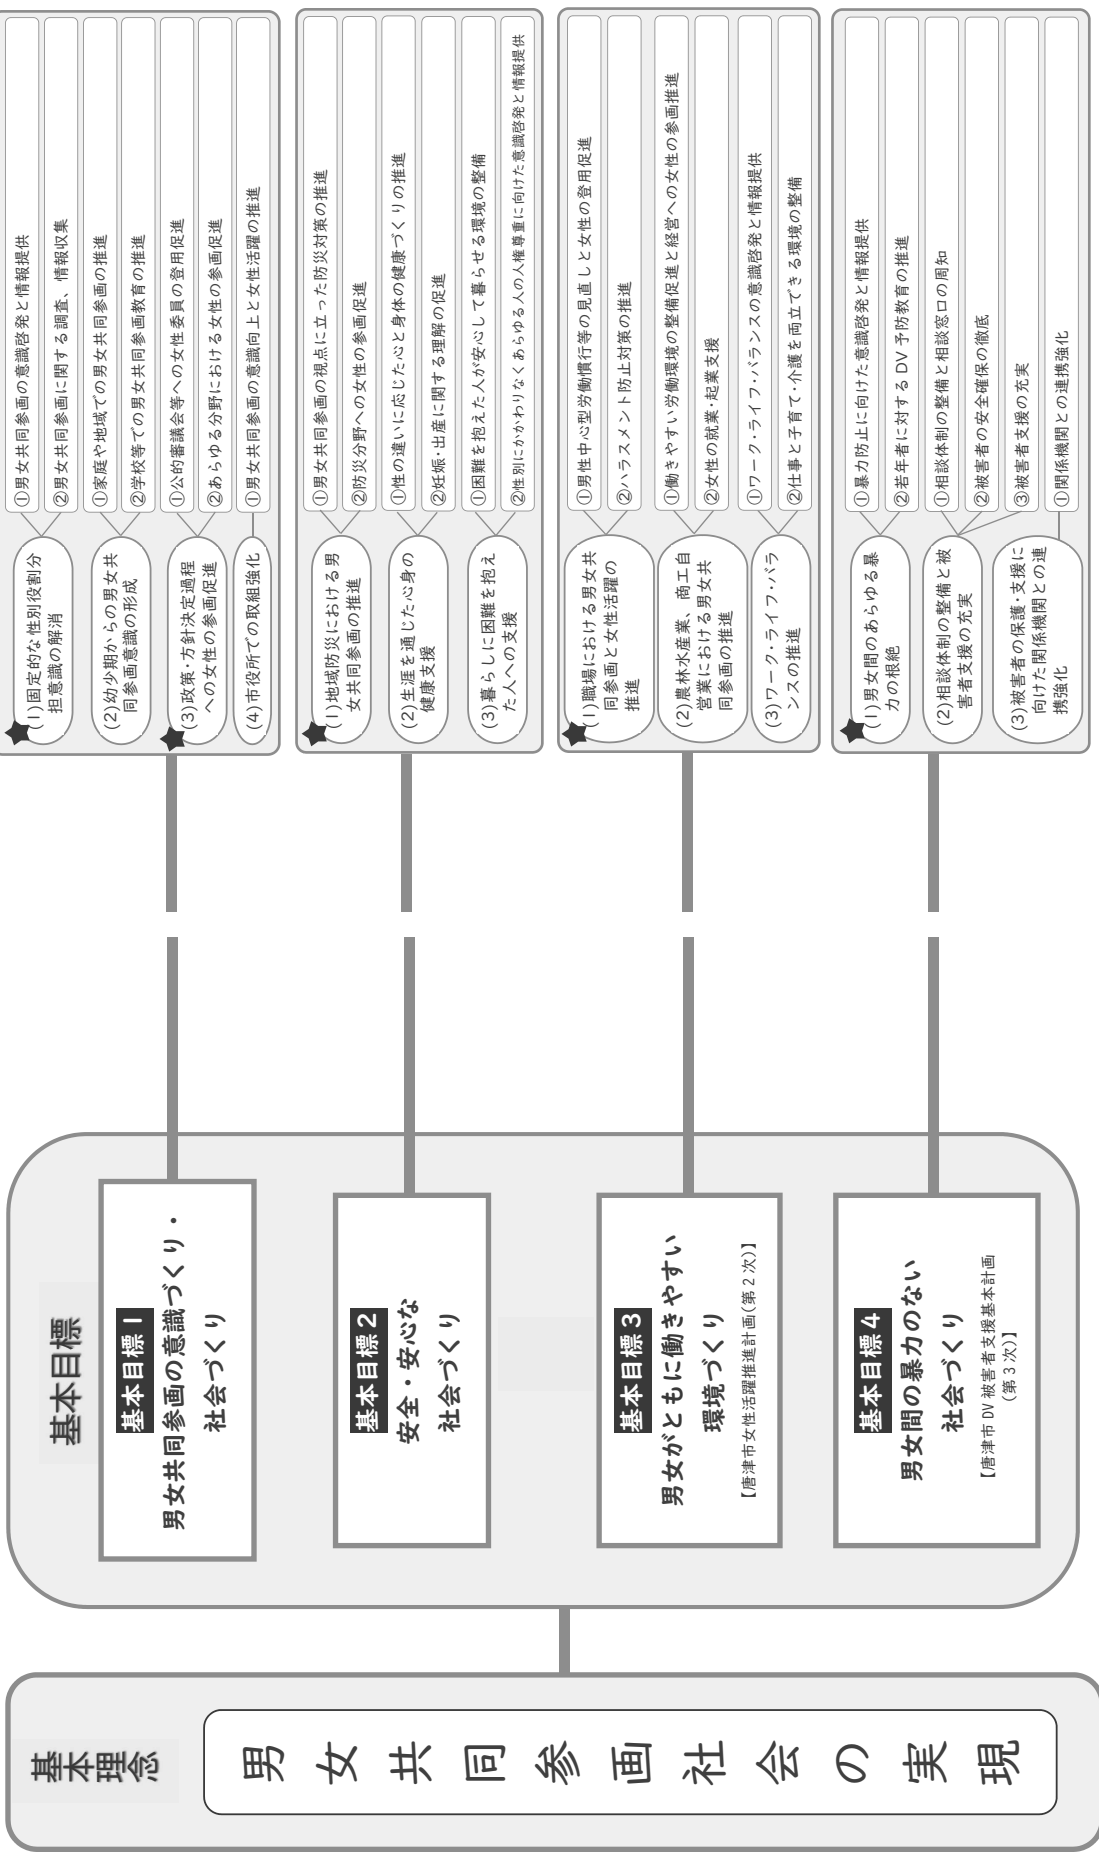 基本理念
男女共同参画社会の実現
基本目標
基本目標1
男女共同参画の意識づくり・
社会づくり
基本目標2
安全・安心な
社会づくり
基本目標3
男女がともに働きやすい
環境づくり
【唐津市女性活躍推進計画(第2次)】
基本目標4
男女間の暴力のない
社会づくり
【唐津市DV被害者支援基本計画
(第3次)】
★
(1)固定的な性別役割分
担意識の解消
①男女共同参画の意識啓発と情報提供
②男女共同参画に関する調査、情報収集
(2)幼少期からの男女共
同参画意識の形成
①家庭や地域での男女共同参画の推進
②学校等での男女共同参画教育の推進
★
(3)政策・方針決定過程
への女性の参画促進
①公的審議会等への女性委員の登用促進
②あらゆる分野における女性の参画促進
(4)市役所での取組強化
①男女共同参画の意識向上と女性活躍の推進
★
(1)地域防災における男
女共同参画の推進
①男女共同参画の視点に立った防災対策の推進
②防災分野への女性の参画促進
(2)生涯を通じた心身の
健康支援
①性の違いに応じた心と身体の健康づくりの推進
②妊娠・出産に関する理解の促進
(3)暮らしに困難を抱え
た人への支援
①困難を抱えた人が安心して暮らせる環境の整備
②性別にかかわりなくあらゆる人の人権尊重に向けた意識啓発と情報提供
★
(1)職場における男女共
同参画と女性活躍の
推進
①男性中心型労働慣行等の見直しと女性の登用促進
②ハラスメント防止対策の推進
(2)農林水産業、商工自
営業における男女共
同参画の推進
①働きやすい労働環境の整備促進と経営への女性の参画推進
②女性の就業・起業支援
(3)ワーク・ライフ・バラ
ンスの推進
①ワーク・ライフ・バランスの意識啓発と情報提供
②仕事と子育て・介護を両立できる環境の整備
★
(1)男女間のあらゆる暴
力の根絶
①暴力防止に向けた意識啓発と情報提供
②若年者に対するDV予防教育の推進
(2)相談体制の整備と被
害者支援の充実
①相談体制の整備と相談窓口の周知
②被害者の安全確保の徹底
③被害者支援の充実
(3)被害者の保護・支援に
向けた関係機関との連
携強化
①関係機関との連携強化